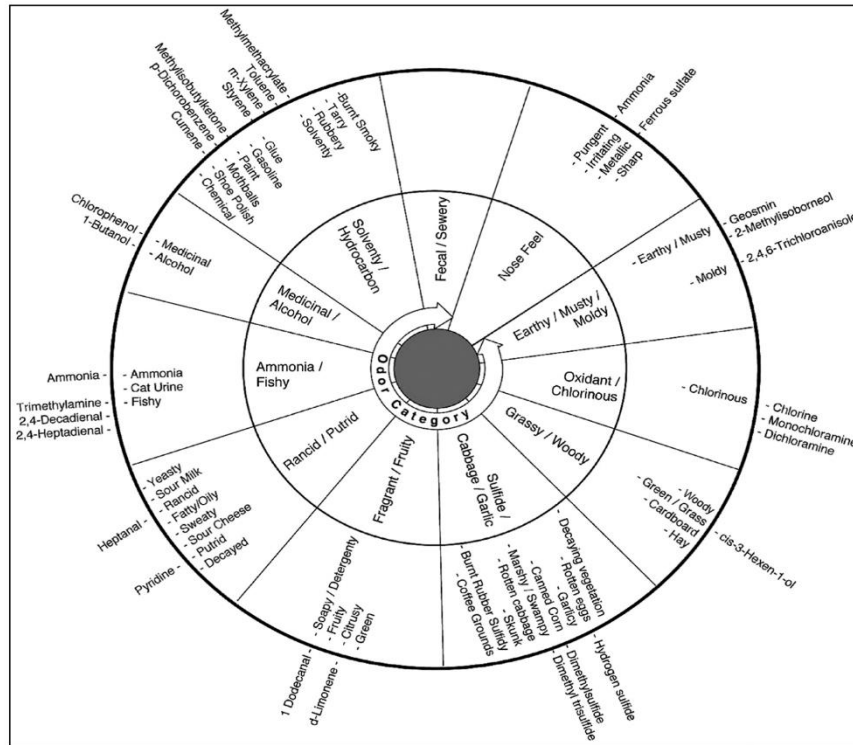 Odor Category
Fecal / Sewery
Nose Feel
- Pungent
- Irritating
- Metallic
- Sharp
- Ammonia
- Ferrous sulfate
Earthy / Musty /
Moldy
- Earthy / Musty
- Moldy
- Geosmin
- 2-Methylisoborneol
- 2,4,6-Trichloroanisole
Oxidant /
Chlorinous
- Chlorinous
- Chlorine
- Monochloramine
- Dichloramine
Grassy / Woody
- Woody
- Green / Grass
- Cardboard
- Hay
- cis-3-Hexen-1-ol
Sulfide /
Cabbage / Garlic
- Decaying vegetation
- Rotten eggs
- Garlicy
- Canned Corn
- Marshy / Swampy
- Rotten cabbage
- Skunk
- Burnt Rubber Sulfidy
- Coffee Grounds
- Hydrogen sulfide
- Dimethylsulfide
- Dimethyl trisulfide
Fragrant / Fruity
- Soapy / Detergenty
- Fruity
- Citrusy
- Green
1 Dodecanal -
d-Limonene -
Rancid / Putrid
- Yeasty
- Sour Milk
- Rancid
- Fatty/Oily
- Sweaty
- Sour Cheese
- Putrid
- Decayed
Heptanal -
Pyridine -
Ammonia /
Fishy
- Ammonia
- Cat Urine
- Fishy
Ammonia -
Trimethylamine -
2,4-Decadienal -
2,4-Heptadienal -
Medicinal /
Alcohol
- Medicinal
- Alcohol
Chlorophenol -
1-Butanol -
Solventy /
Hydrocarbon
- Burnt Smoky
- Tarry
- Rubbery
- Solventy
- Glue
- Gasoline
- Paint
- Mothballs
- Shoe Polish
- Chemical
Methylmethacrylate -
Toluene -
m-Xylene -
Styrene -
Methylisobutylketone -
p-Dichorobenzene -
Cumene -